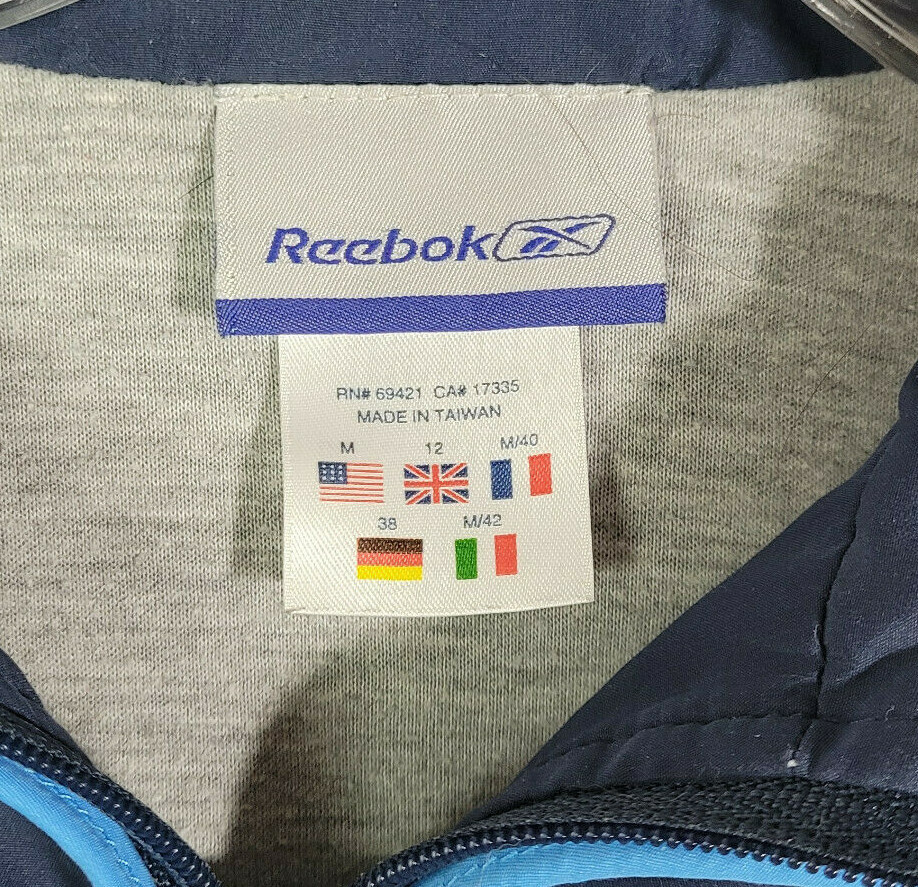 Reebok
RN# 69421 CA# 17335
MADE IN TAIWAN
M 12 M/40
38 M/42